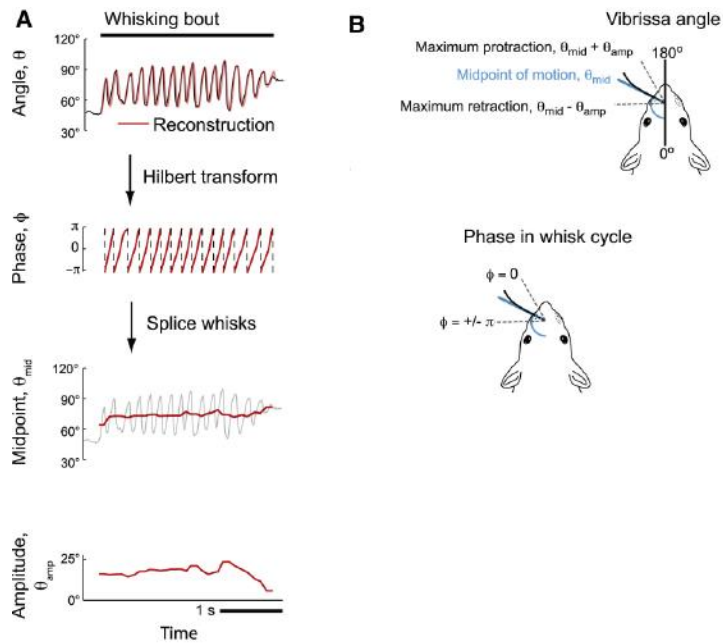 A
Whisking bout
Angle, θ
120°
90°
60°
30°
Reconstruction
Hilbert transform
Phase, ϕ
π
0
−π
Splice whisks
Midpoint, θmid
120°
90°
60°
30°
Amplitude,
θamp
25°
0°
1 s
Time
B
Vibrissa angle
Maximum protraction, θmid + θamp
180°
Midpoint of motion, θmid
Maximum retraction, θmid - θamp
0°
Phase in whisk cycle
ϕ = 0
ϕ = +/- π